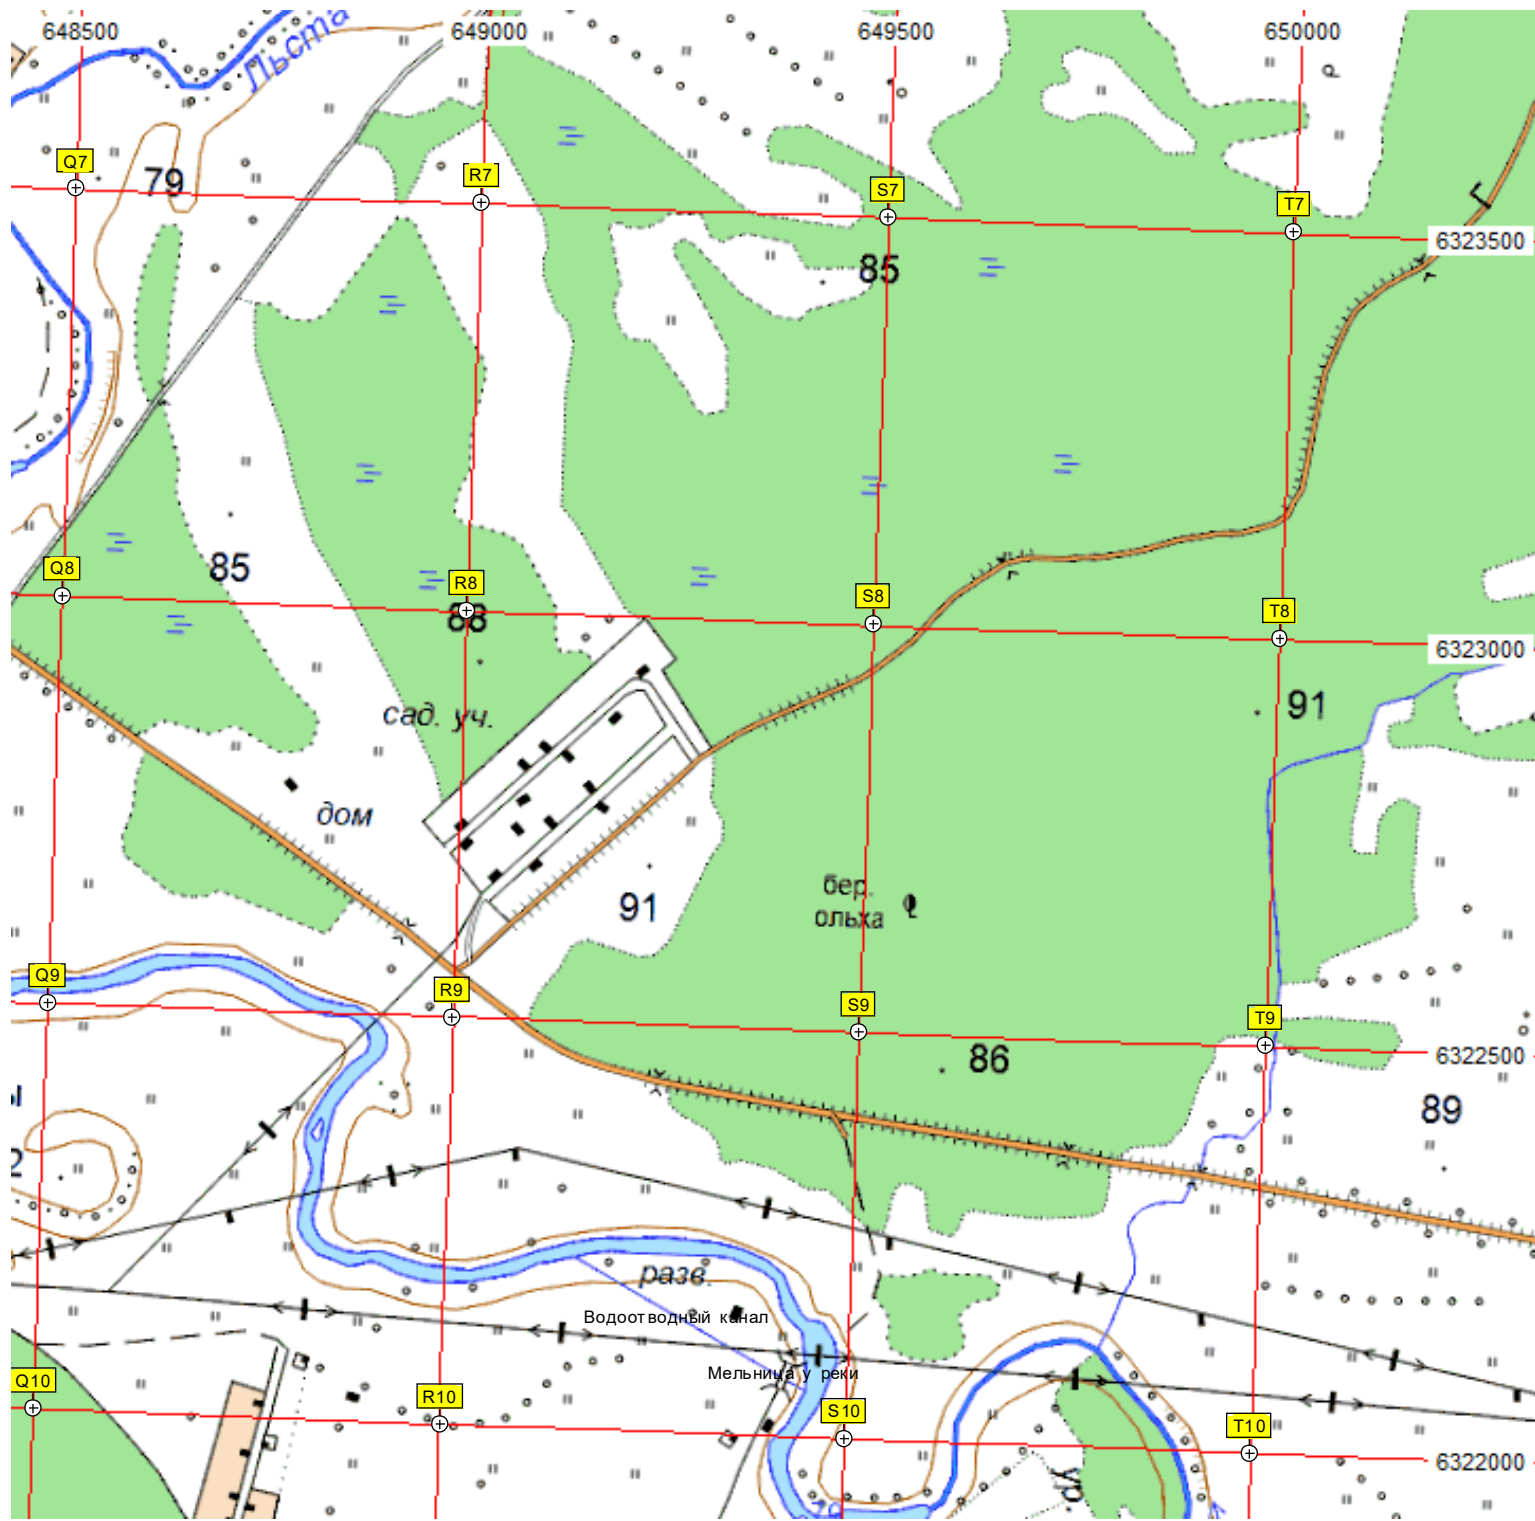 648500 649000 649500 650000
Льста
Q7 R7 S7 T7
79
6323500
85
85
Q8 R8 S8 T8
88
6323000
91
сад. уч.
дом
бер.
ольха
91
Q9 R9 S9 T9
86
6322500
89
2
разв.
Водоотводный канал
Мельница у реки
Q10 R10 S10 T10
6322000
ур.